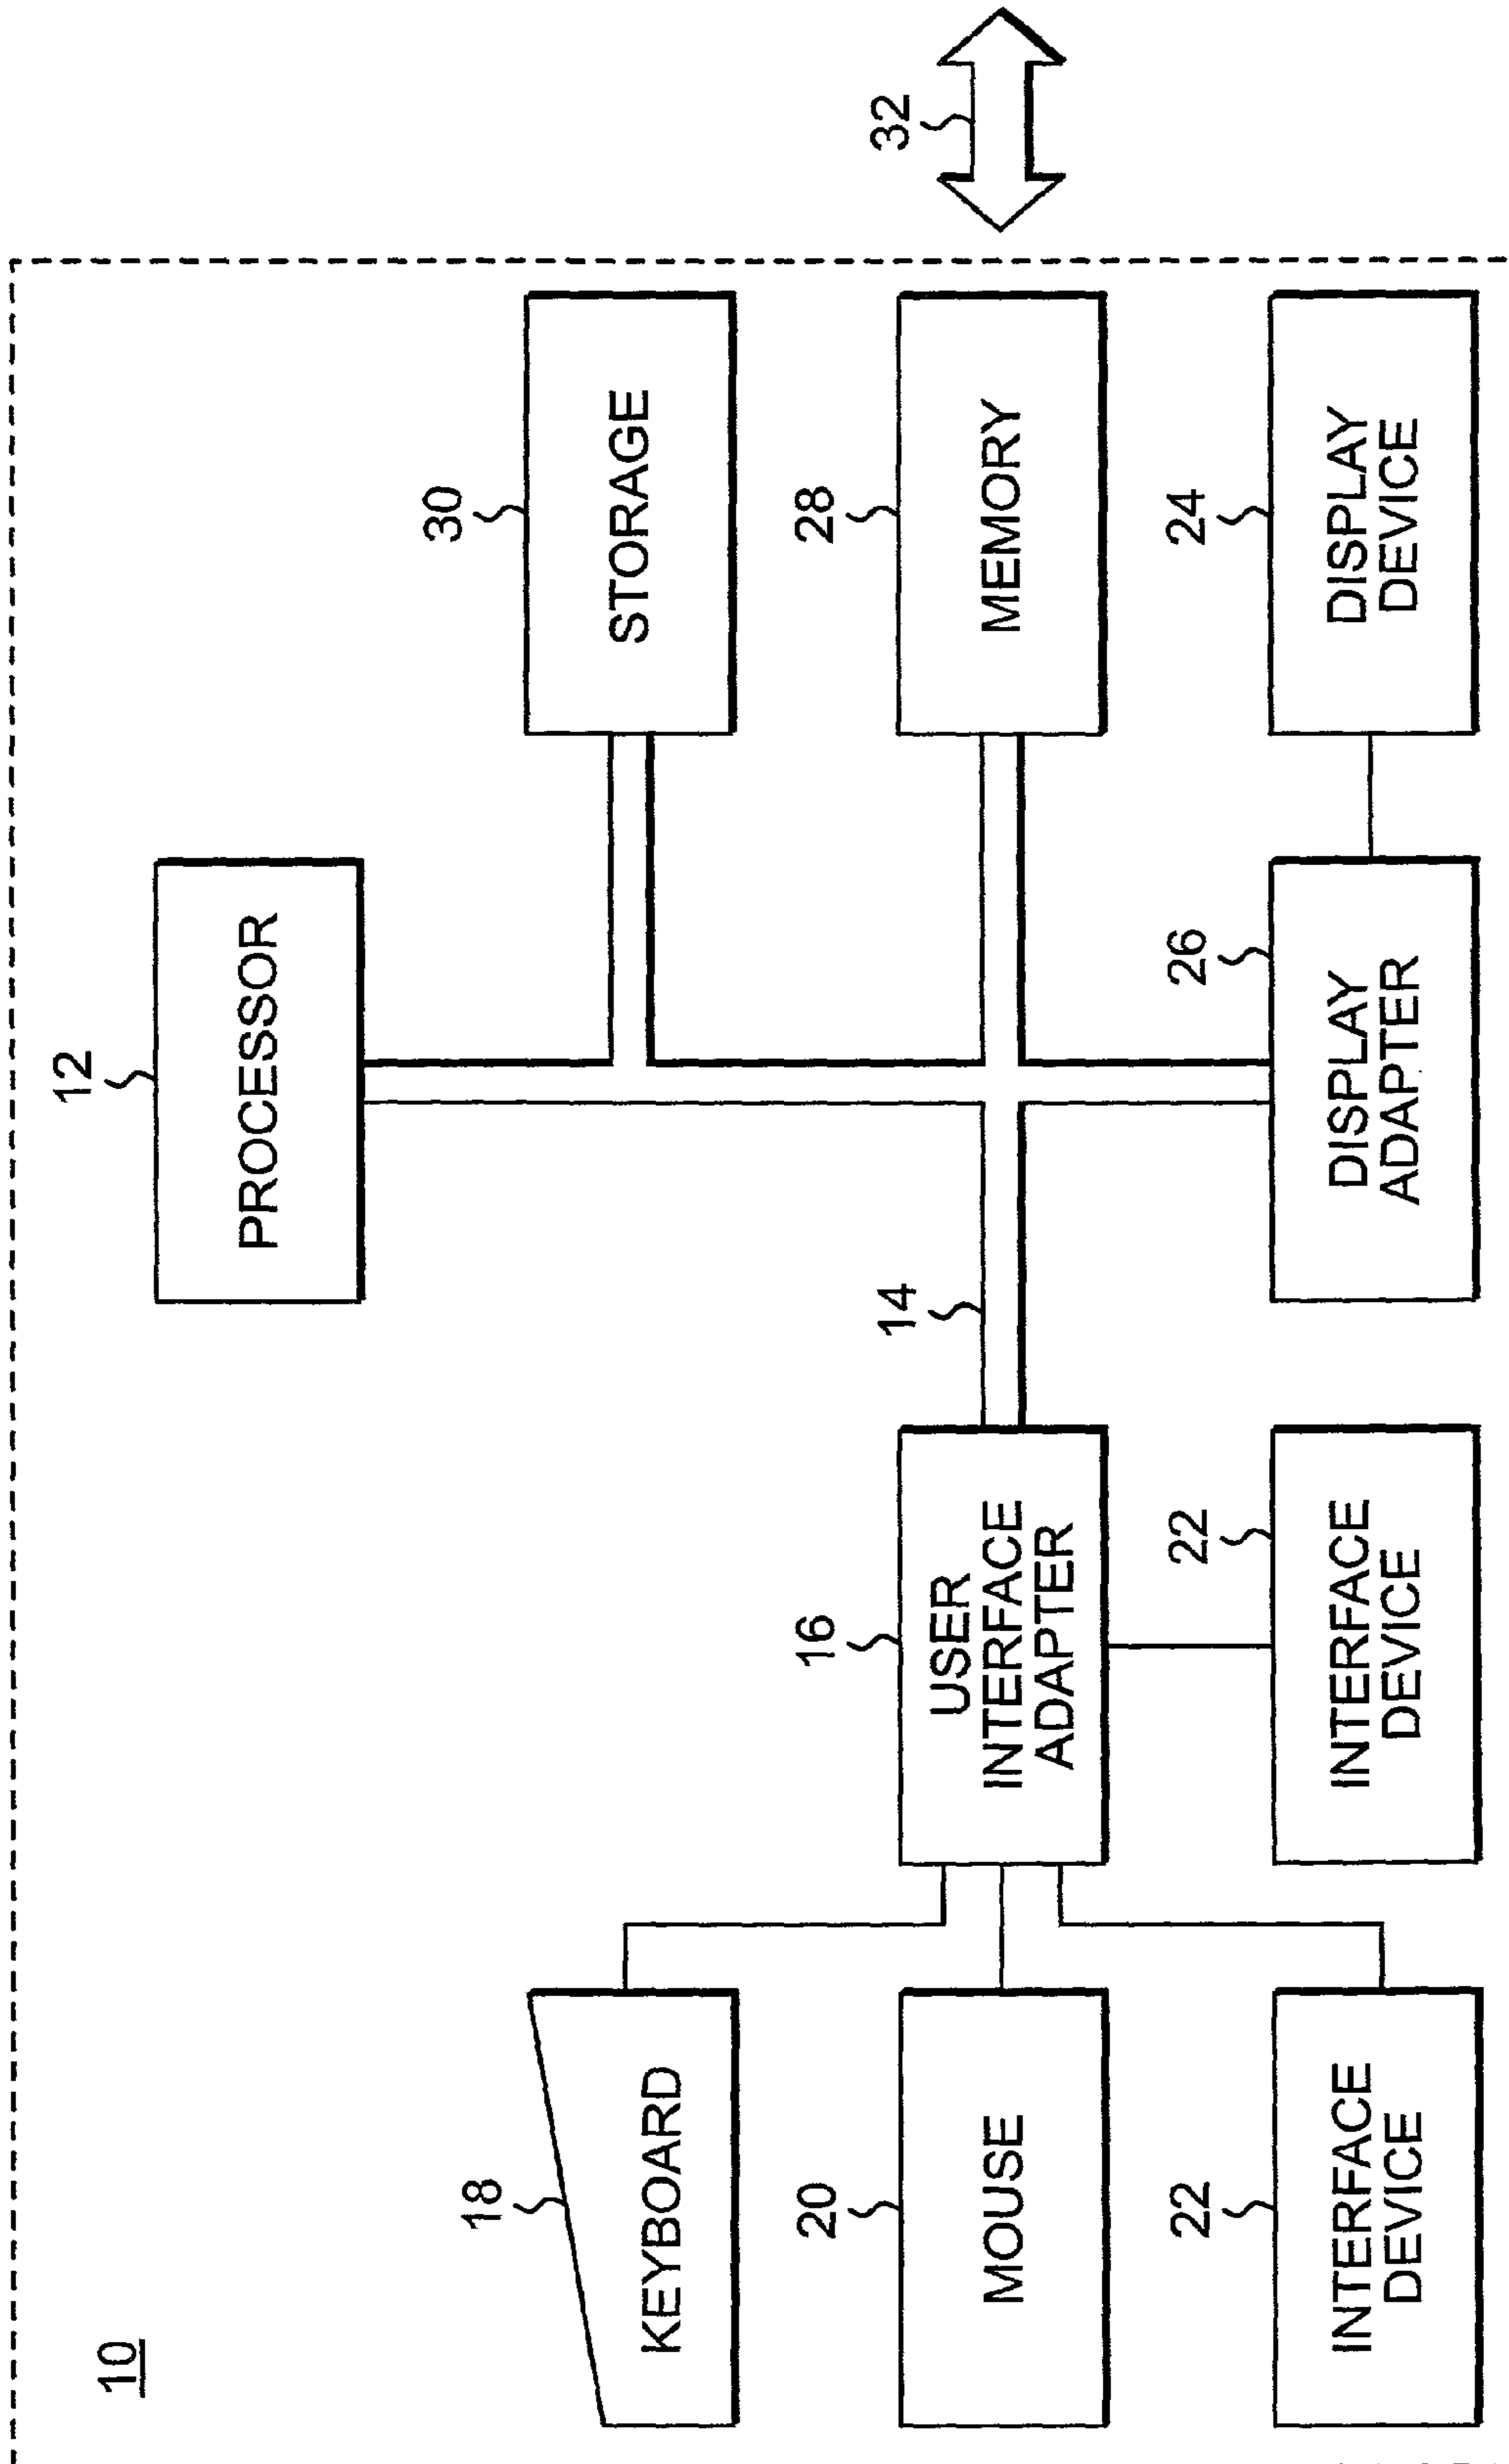 10
12
PROCESSOR
18
KEYBOARD
30
STORAGE
20
MOUSE
16
USER
INTERFACE
ADAPTER
14
28
MEMORY
32
22
INTERFACE
DEVICE
22
INTERFACE
DEVICE
26
DISPLAY
ADAPTER
24
DISPLAY
DEVICE